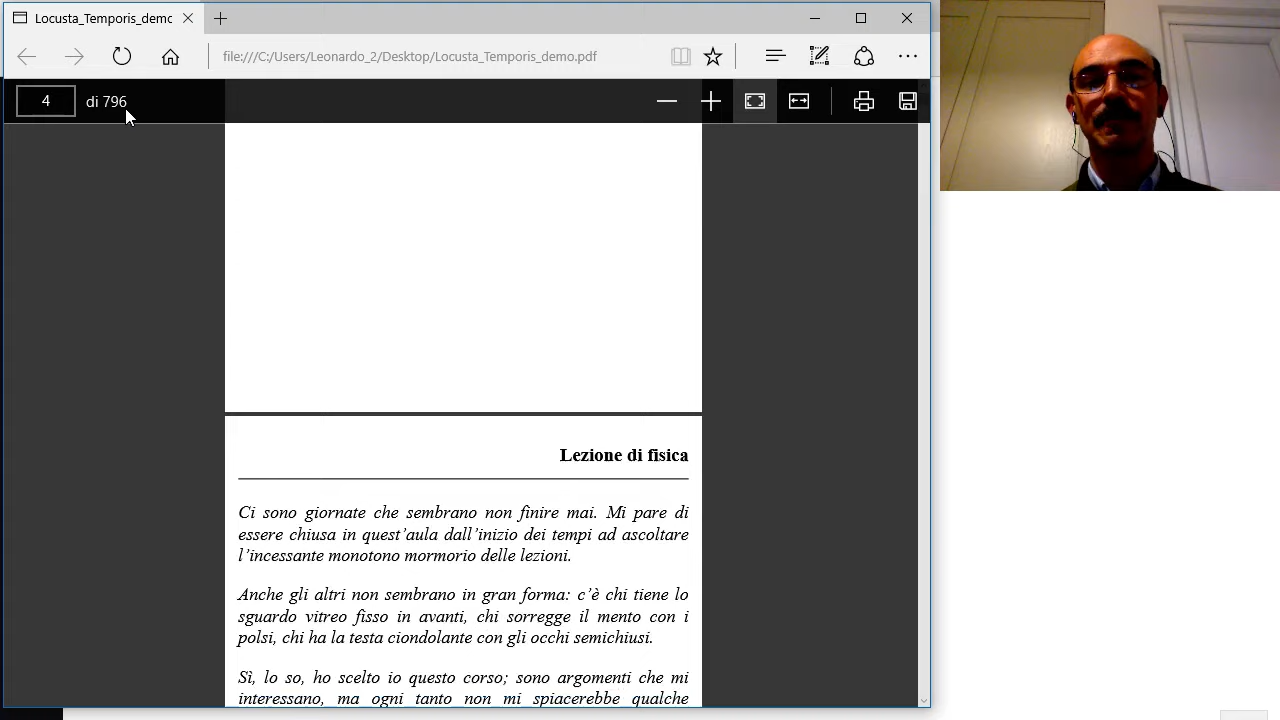 Locusta_Temporis_demo
file:///C:/Users/Leonardo_2/Desktop/Locusta_Temporis_demo.pdf
4 di 796
Lezione di fisica
Ci sono giornate che sembrano non finire mai. Mi pare di
essere chiusa in quest’aula dall’inizio dei tempi ad ascoltare
l’incessante monotono mormorio delle lezioni.
Anche gli altri non sembrano in gran forma: c’è chi tiene lo
sguardo vitreo fisso in avanti, chi sorregge il mento con i
polsi, chi ha la testa ciondolante con gli occhi semichiusi.
Sì, lo so, ho scelto io questo corso; sono argomenti che mi
interessano, ma ogni tanto non mi spiacerebbe qualche